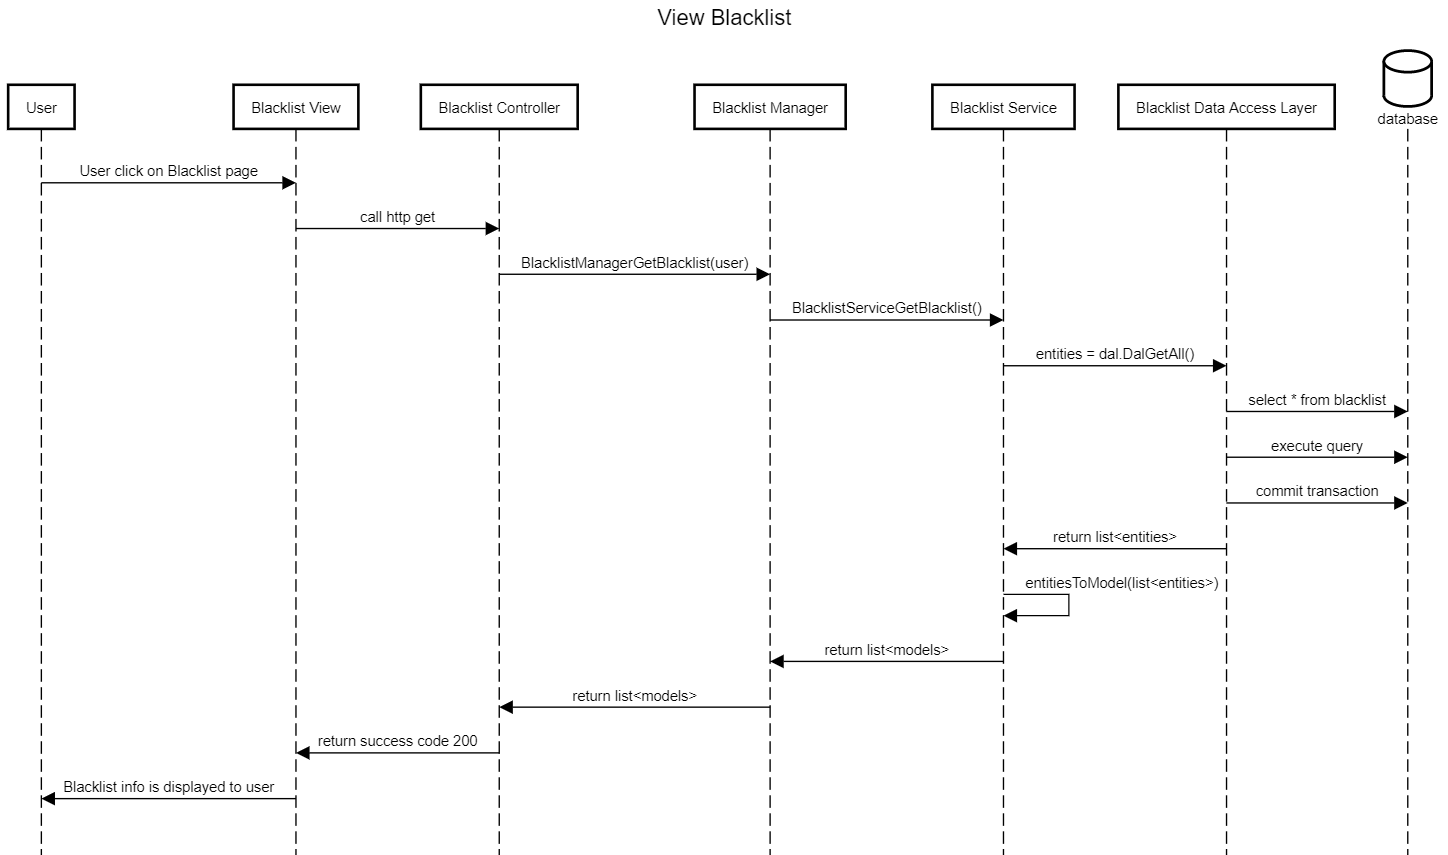 View Blacklist
User
Blacklist View
Blacklist Controller
Blacklist Manager
Blacklist Service
Blacklist Data Access Layer
database
User click on Blacklist page
call http get
BlacklistManagerGetBlacklist(user)
BlacklistServiceGetBlacklist()
entities = dal.DalGetAll()
select * from blacklist
execute query
commit transaction
return list<entities>
entitiesToModel(list<entities>)
return list<models>
return list<models>
return success code 200
Blacklist info is displayed to user